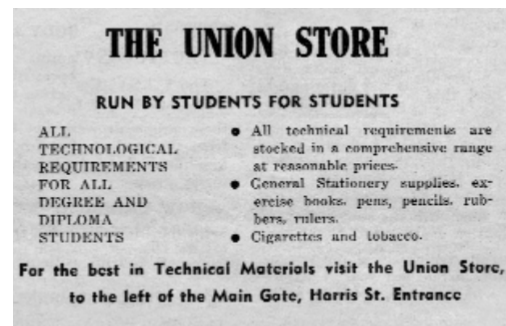 THE UNION STORE
RUN BY STUDENTS FOR STUDENTS
ALL
TECHNOLOGICAL
REQUIREMENTS
FOR ALL
DEGREE AND
DIPLOMA
STUDENTS
● All technical requirements are
stocked in a comprehensive range
at reasonable prices.
● General Stationery supplies, ex-
ercise books, pens, pencils, rub-
bers, rulers.
● Cigarettes and tobacco.
For the best in Technical Materials visit the Union Store,
to the left of the Main Gate, Harris St. Entrance